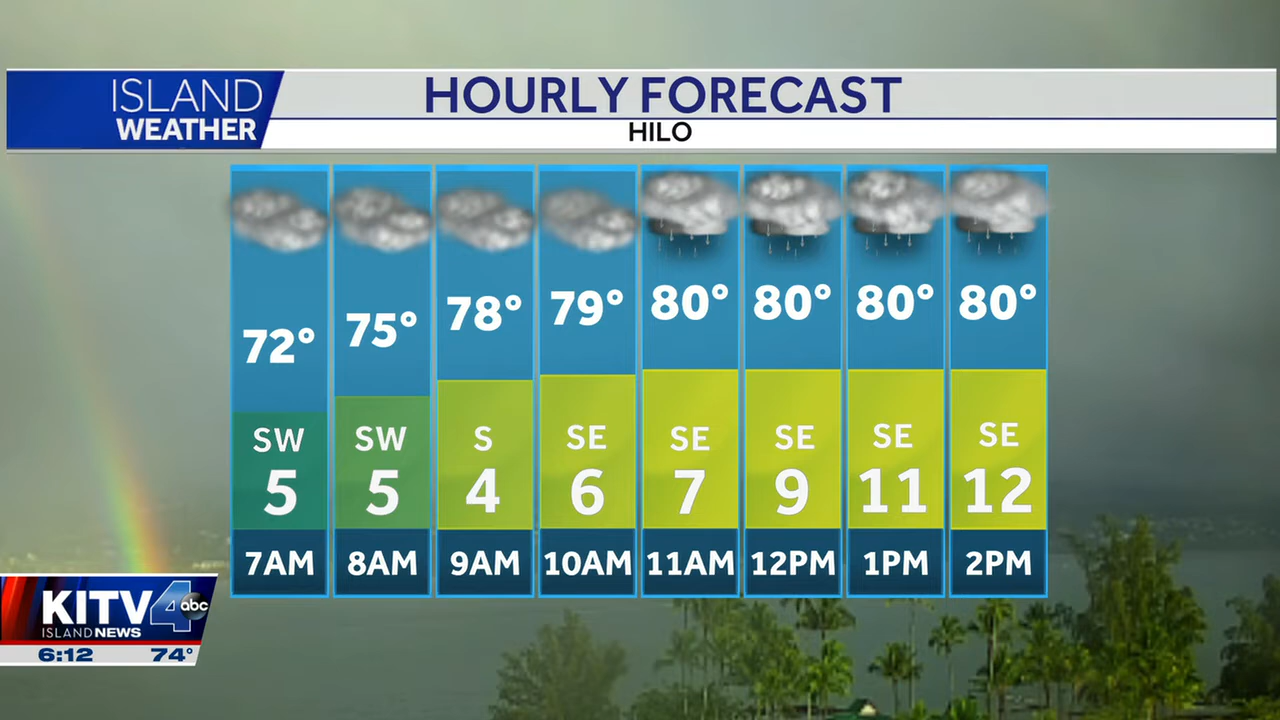 ISLAND
WEATHER
HOURLY FORECAST
HILO
72° 75° 78° 79° 80° 80° 80° 80°
SW SW S SE SE SE SE SE
5 5 4 6 7 9 11 12
7AM 8AM 9AM 10AM 11AM 12PM 1PM 2PM
KITV4 abc
ISLAND NEWS
6:12 74°